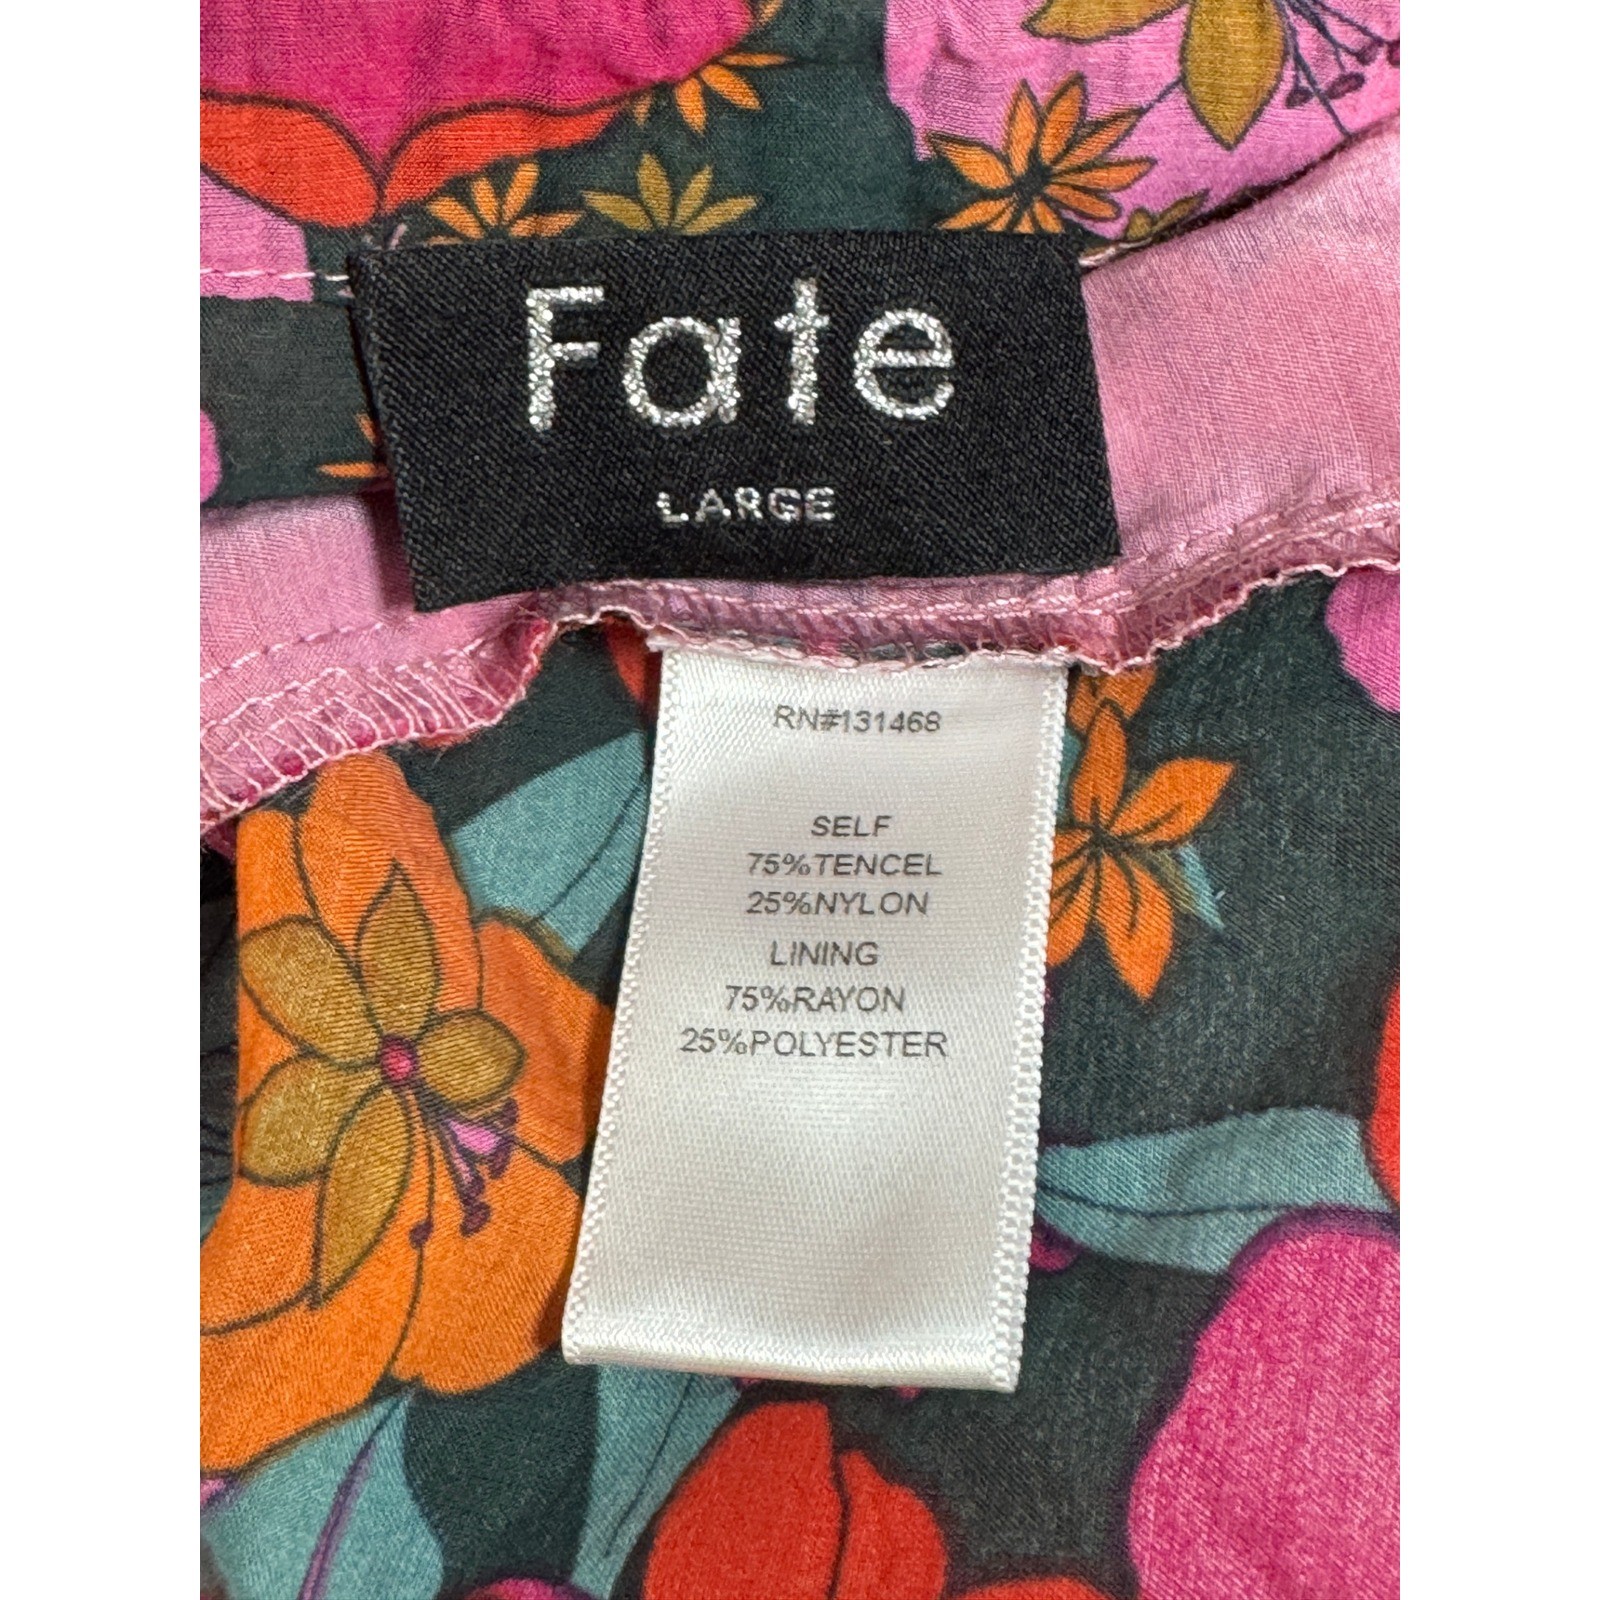 Fate
LARGE
RN#131468
SELF
75%TENCEL
25%NYLON
LINING
75%RAYON
25%POLYESTER